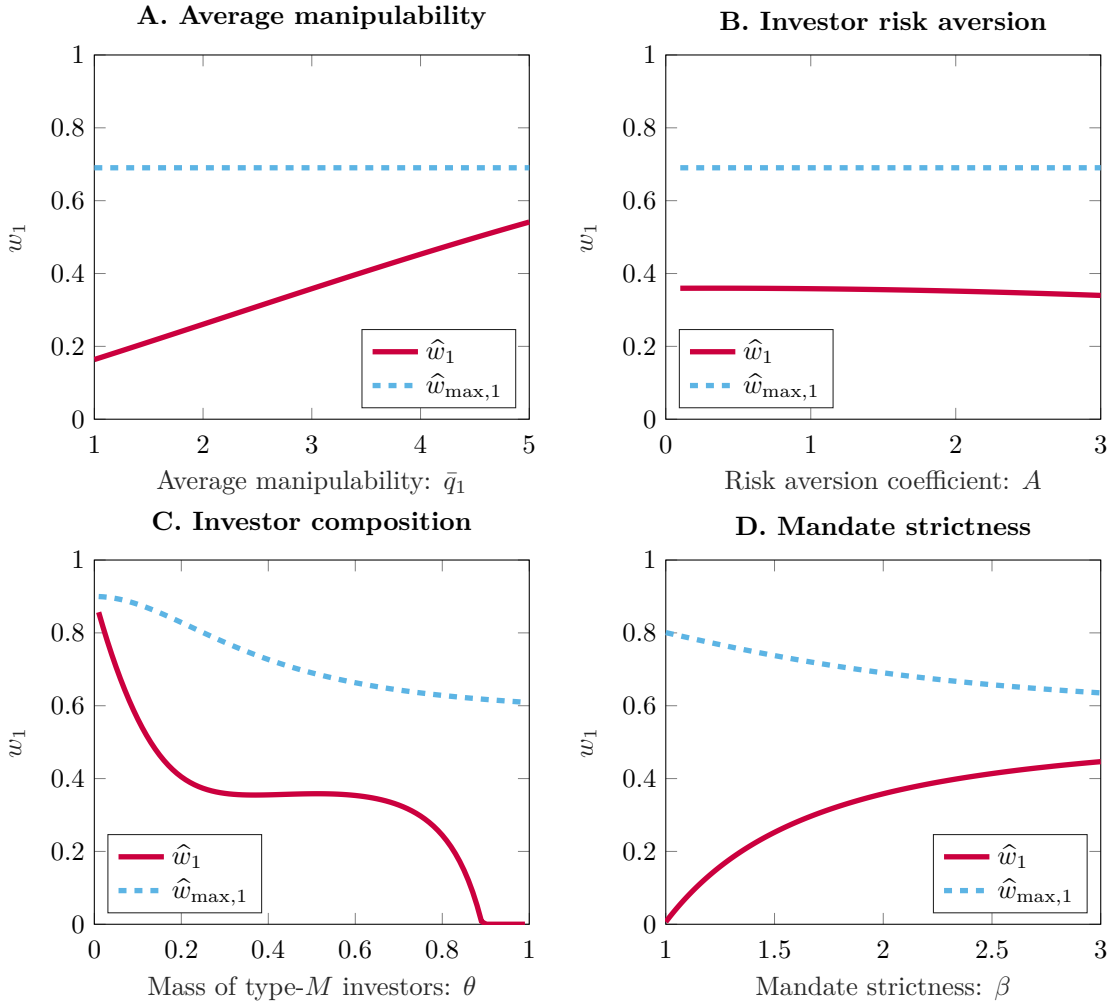 A. Average manipulability
1
0.8
0.6
0.4
0.2
0
w₁
ŵ₁
ŵmax,1
1 2 3 4 5
Average manipulability: q̄₁
B. Investor risk aversion
1
0.8
0.6
0.4
0.2
0
w₁
ŵ₁
ŵmax,1
0 1 2 3
Risk aversion coefficient: A
C. Investor composition
1
0.8
0.6
0.4
0.2
0
w₁
ŵ₁
ŵmax,1
0 0.2 0.4 0.6 0.8 1
Mass of type-M investors: θ
D. Mandate strictness
1
0.8
0.6
0.4
0.2
0
w₁
ŵ₁
ŵmax,1
1 1.5 2 2.5 3
Mandate strictness: β